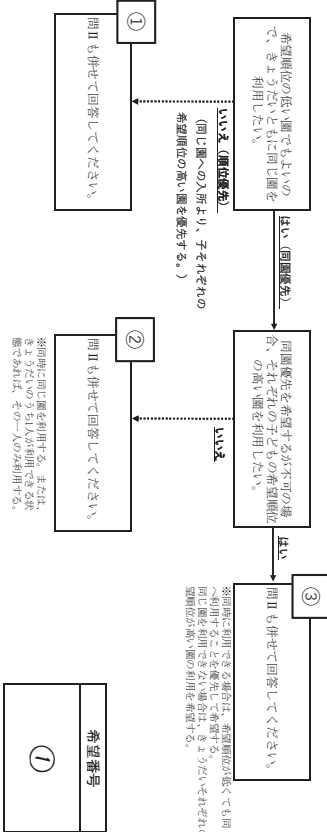 希望順位の低い園でもよいの
で、きょうだいともに同じ園を
利用したい。
はい（同園優先）
いいえ（順位優先）
（同じ園への入所より、子それぞれの
希望順位の高い園を優先する。）
①
問Ⅱも併せて回答してください。
同園優先を希望するが不可の場
合、それぞれの子どもの希望順位
の高い園を利用したい。
はい
いいえ
②
問Ⅱも併せて回答してください。
※同時に同じ園を利用する。または、
きょうだいのうち1人が利用できる状
態であれば、その一人のみ利用する。
③
問Ⅱも併せて回答してください。
※同時に利用できる場合は、希望順位が低くても同
へ利用することを優先して希望する。
同じ園を利用できない場合は、きょうだいそれぞれの
望順位が高い園の利用を希望する。
希望番号
①